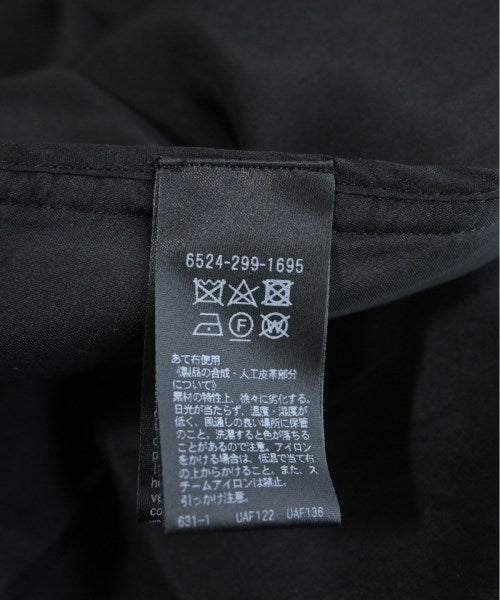 6524-299-1695
F W
あて布使用
《製品の合成・人工皮革部分
について》
素材の特性上、徐々に劣化する。
日光が当たらず、温度・湿度が
低く、風通しの良い場所に保管
のこと。洗濯すると色が落ちる
ことがあるので注意。アイロン
をかける場合は、低温で当て布
の上からかけること。また、ス
チームアイロンは禁止。
引っかけ注意。
631-1 UAF122 UAF136